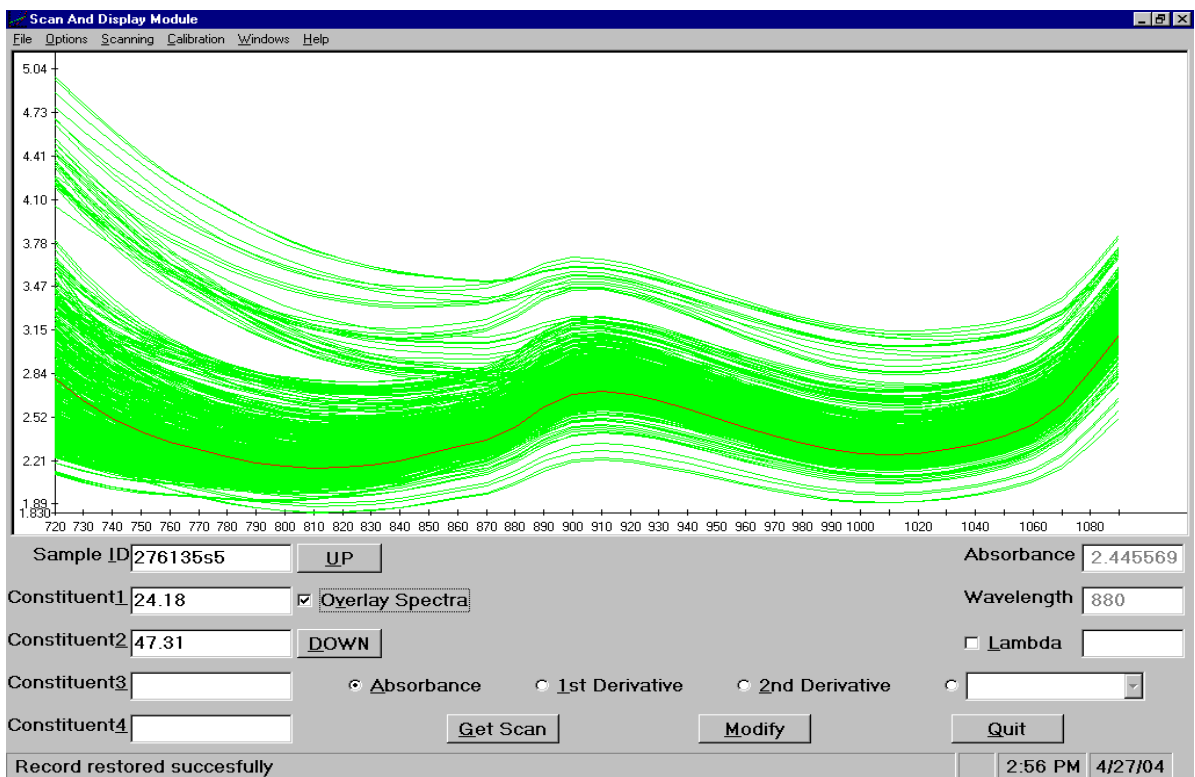 Scan And Display Module
File Options Scanning Calibration Windows Help
5.04
4.73
4.41
4.10
3.78
3.47
3.15
2.84
2.52
2.21
1.89
1.830
720 730 740 750 760 770 780 790 800 810 820 830 840 850 860 870 880 890 900 910 920 930 940 950 960 970 980 990 1000 1020 1040 1060 1080
Sample ID 276135s5 UP Absorbance 2.445569
Constituent1 24.18 Overlay Spectra Wavelength 880
Constituent2 47.31 DOWN Lambda
Constituent3 Absorbance 1st Derivative 2nd Derivative
Constituent4 Get Scan Modify Quit
Record restored succesfully 2:56 PM 4/27/04